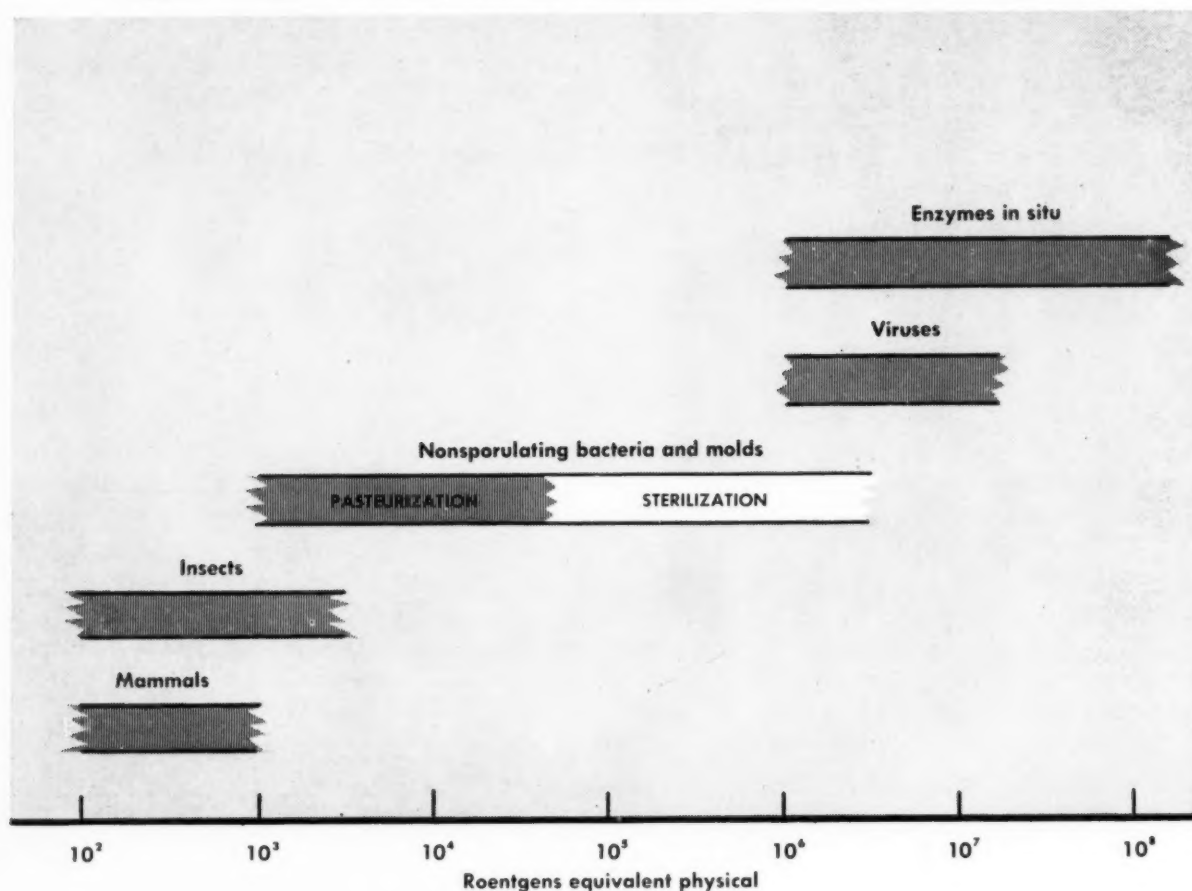 Enzymes in situ
Viruses
Nonsporulating bacteria and molds
PASTEURIZATION STERILIZATION
Insects
Mammals
10² 10³ 10⁴ 10⁵ 10⁶ 10⁷ 10⁸
Roentgens equivalent physical